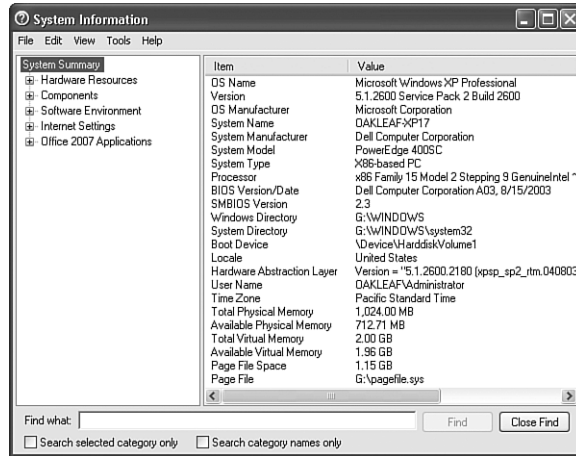 System Information
File Edit View Tools Help
System Summary
Hardware Resources
Components
Software Environment
Internet Settings
Office 2007 Applications
Item Value
OS Name Microsoft Windows XP Professional
Version 5.1.2600 Service Pack 2 Build 2600
OS Manufacturer Microsoft Corporation
System Name OAKLEAF-XP17
System Manufacturer Dell Computer Corporation
System Model PowerEdge 400SC
System Type X86-based PC
Processor x86 Family 15 Model 2 Stepping 9 GenuineIntel ~
BIOS Version/Date Dell Computer Corporation A03, 8/15/2003
SMBIOS Version 2.3
Windows Directory G:\WINDOWS
System Directory G:\WINDOWS\system32
Boot Device \Device\HarddiskVolume1
Locale United States
Hardware Abstraction Layer Version = "5.1.2600.2180 (xpsp_sp2_rtm.040803
User Name OAKLEAF\Administrator
Time Zone Pacific Standard Time
Total Physical Memory 1,024.00 MB
Available Physical Memory 712.71 MB
Total Virtual Memory 2.00 GB
Available Virtual Memory 1.96 GB
Page File Space 1.15 GB
Page File G:\pagefile.sys
Find what: Find Close Find
Search selected category only Search category names only